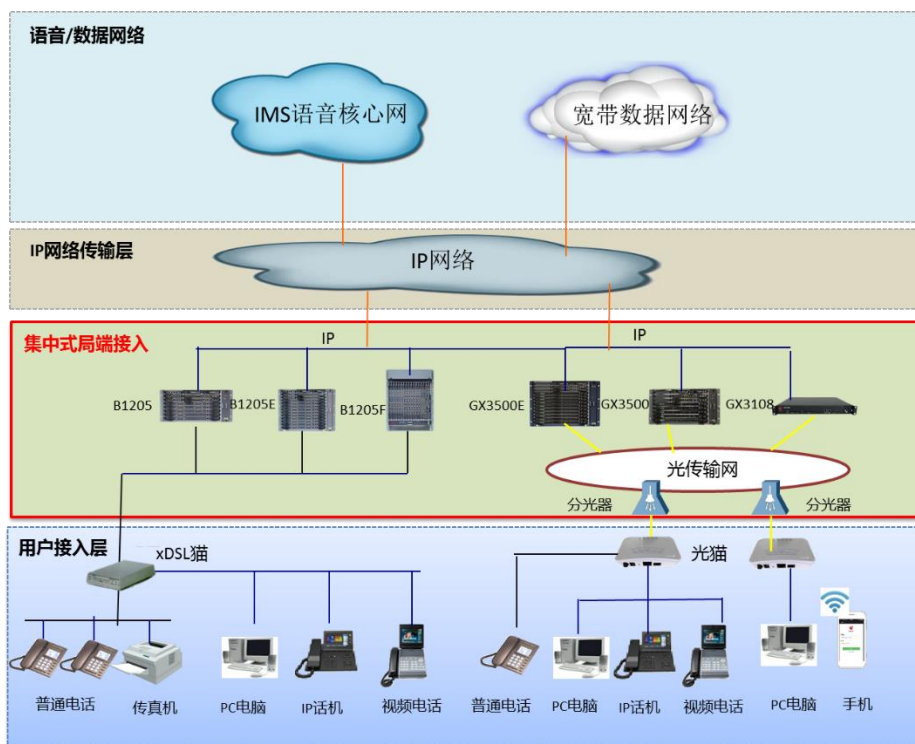 语音/数据网络
IMS语音核心网
宽带数据网络
IP网络传输层
IP网络
集中式局端接入
IP
IP
B1205
B1205E
B1205F
GX3500E
GX3500
GX3108
光传输网
分光器
分光器
用户接入层
xDSL猫
光猫
普通电话
传真机
PC电脑
IP话机
视频电话
普通电话
PC电脑
IP话机
视频电话
PC电脑
手机